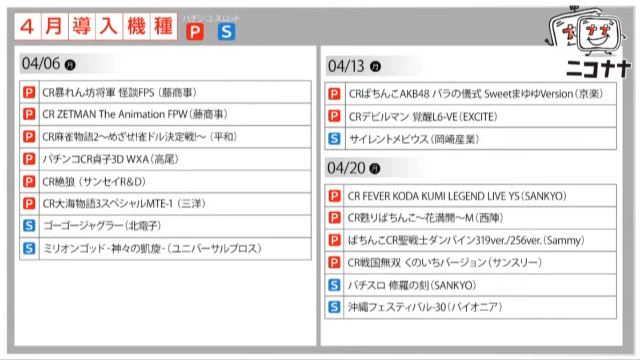 4月導入機種
パチンコ スロット
P S
ニコナナ
04/06 月
P CR暴れん坊将軍 怪談FPS（藤商事）
P CR ZETMAN The Animation FPW（藤商事）
P CR麻雀物語2〜めざせ!雀ドル決定戦!〜（平和）
P パチンコCR貞子3D WXA（高尾）
P CR絶狼（サンセイR&D）
P CR大海物語3スペシャルMTE-1（三洋）
S ゴーゴージャグラー（北電子）
S ミリオンゴッド-神々の凱旋-（ユニバーサルブロス）
04/13 月
P CRぱちんこAKB48 バラの儀式 SweetまゆゆVersion（京楽）
P CRデビルマン 覚醒L6-VE（EXCITE）
S サイレントメビウス（岡崎産業）
04/20 月
P CR FEVER KODA KUMI LEGEND LIVE YS（SANKYO）
P CR甦りぱちんこ〜花満開〜M（西陣）
P ぱちんこCR聖戦士ダンバイン319ver./256ver.（Sammy）
P CR戦国無双 くのいちバージョン（サンスリー）
S パチスロ 修羅の刻（SANKYO）
S 沖縄フェスティバル-30（パイオニア）